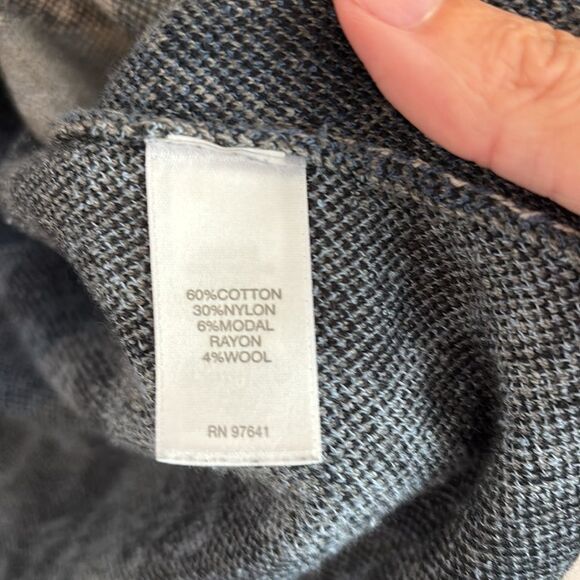 60%COTTON
30%NYLON
6%MODAL
RAYON
4%WOOL
RN 97641